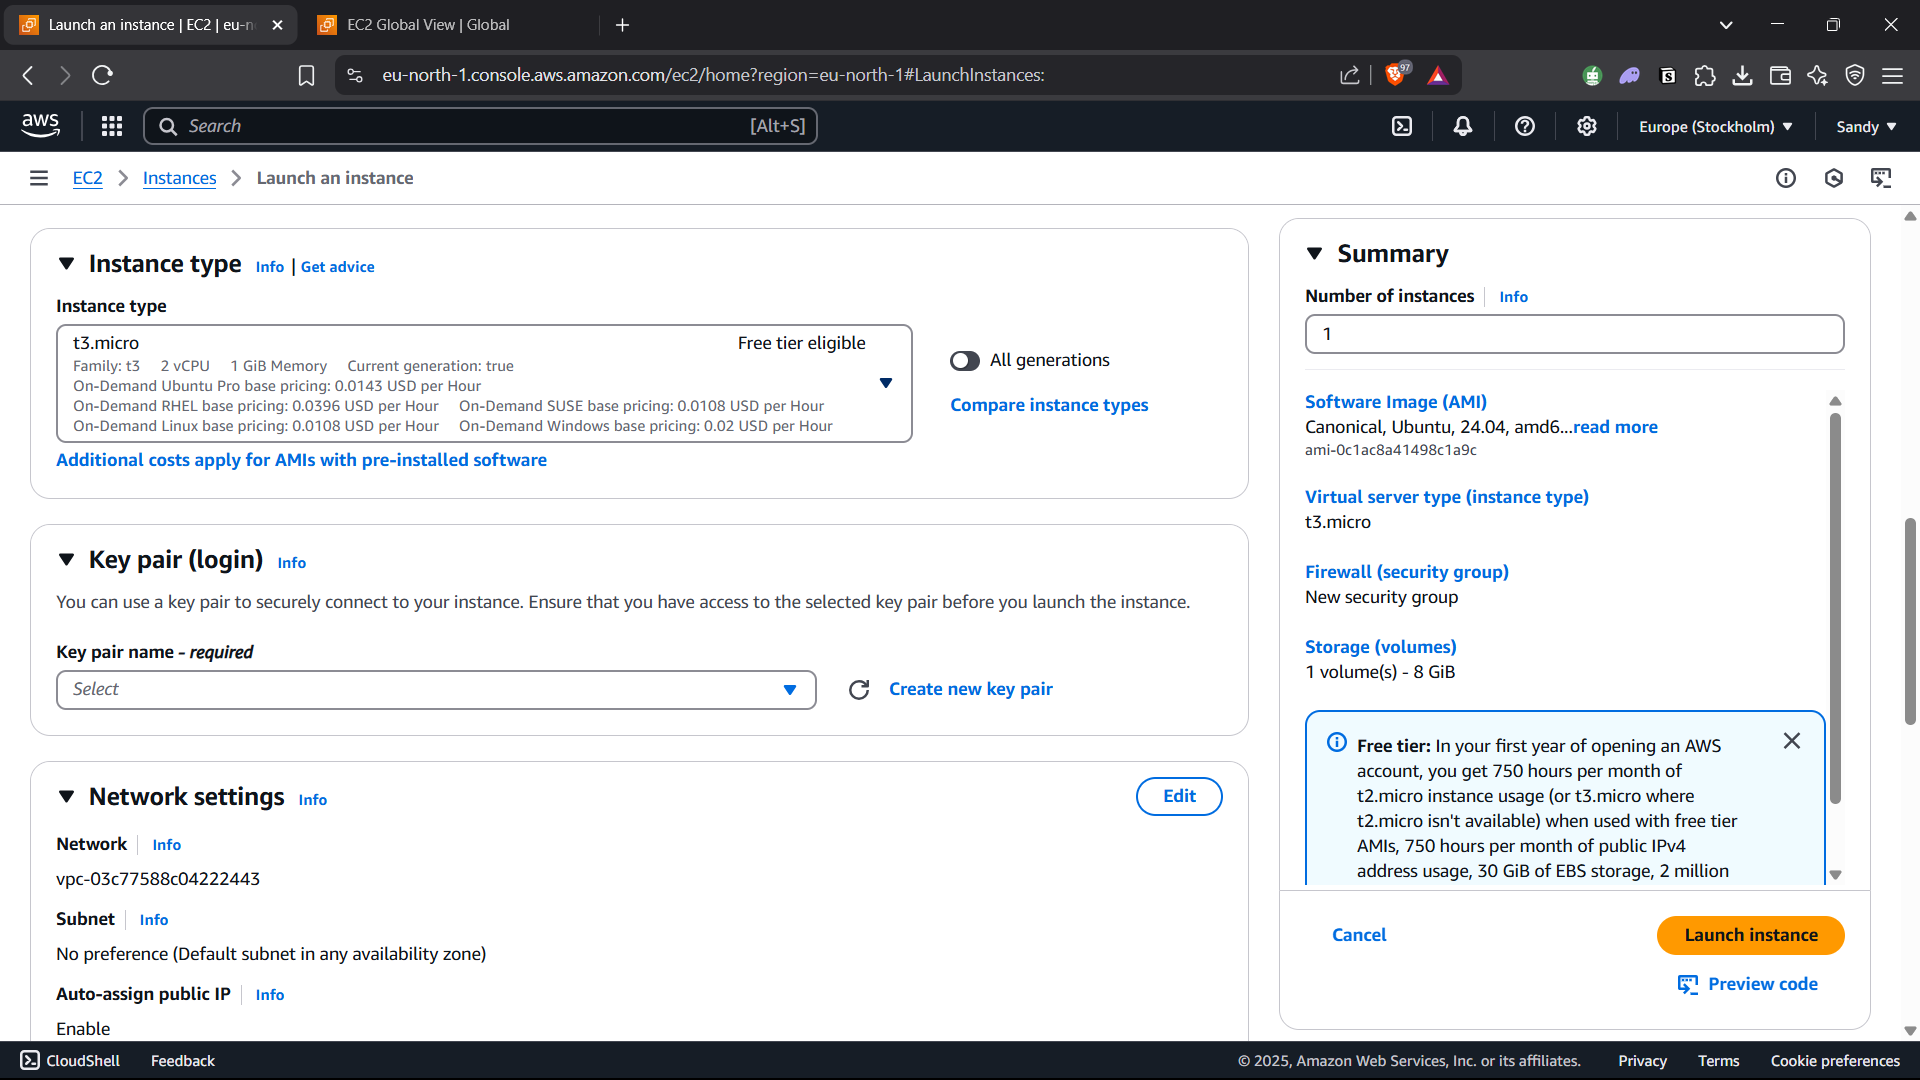 Launch an instance | EC2 | eu-n
EC2 Global View | Global
eu-north-1.console.aws.amazon.com/ec2/home?region=eu-north-1#LaunchInstances:
97
aws
Search
[Alt+S]
Europe (Stockholm)
Sandy
EC2
Instances
Launch an instance
Instance type
Info
| Get advice
Instance type
t3.micro
Free tier eligible
Family: t3 2 vCPU 1 GiB Memory Current generation: true
On-Demand Ubuntu Pro base pricing: 0.0143 USD per Hour
On-Demand RHEL base pricing: 0.0396 USD per Hour On-Demand SUSE base pricing: 0.0108 USD per Hour
On-Demand Linux base pricing: 0.0108 USD per Hour On-Demand Windows base pricing: 0.02 USD per Hour
All generations
Compare instance types
Additional costs apply for AMIs with pre-installed software
Key pair (login)
Info
You can use a key pair to securely connect to your instance. Ensure that you have access to the selected key pair before you launch the instance.
Key pair name - required
Select
Create new key pair
Network settings
Info
Edit
Network
Info
vpc-03c77588c04222443
Subnet
Info
No preference (Default subnet in any availability zone)
Auto-assign public IP
Info
Enable
Summary
Number of instances
Info
1
Software Image (AMI)
Canonical, Ubuntu, 24.04, amd6...read more
ami-0c1ac8a41498c1a9c
Virtual server type (instance type)
t3.micro
Firewall (security group)
New security group
Storage (volumes)
1 volume(s) - 8 GiB
Free tier: In your first year of opening an AWS
account, you get 750 hours per month of
t2.micro instance usage (or t3.micro where
t2.micro isn't available) when used with free tier
AMIs, 750 hours per month of public IPv4
address usage, 30 GiB of EBS storage, 2 million
Cancel
Launch instance
Preview code
CloudShell
Feedback
© 2025, Amazon Web Services, Inc. or its affiliates.
Privacy
Terms
Cookie preferences